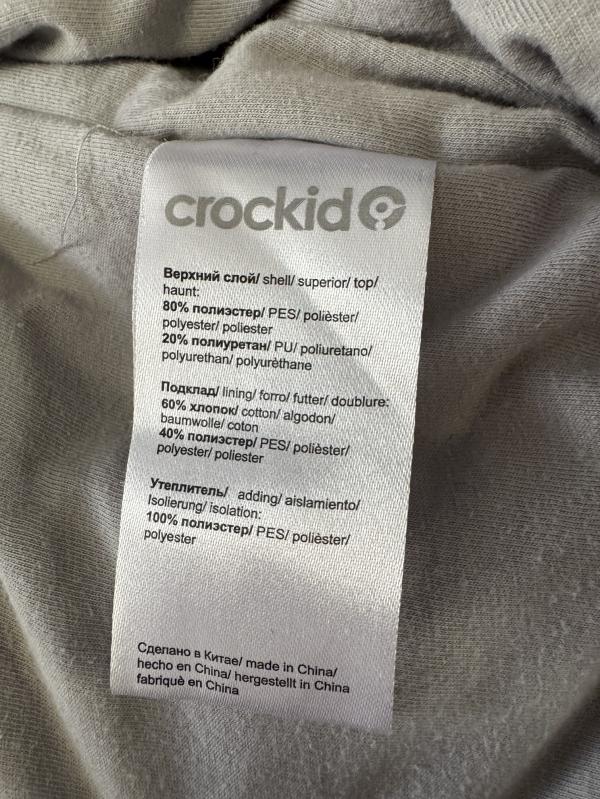 crockid
Верхний слой/ shell/ superior/ top/
haunt:
80% полиэстер/ PES/ polièster/
polyester/ poliester
20% полиуретан/ PU/ poliuretano/
polyurethan/ polyurèthane
Подклад/ lining/ forro/ futter/ doublure:
60% хлопок/ cotton/ algodon/
baumwolle/ coton
40% полиэстер/ PES/ polièster/
polyester/ poliester
Утеплитель/ adding/ aislamiento/
Isolierung/ isolation:
100% полиэстер/ PES/ polièster/
polyester
Сделано в Китае/ made in China/
hecho en China/ hergestellt in China
fabriquè en China